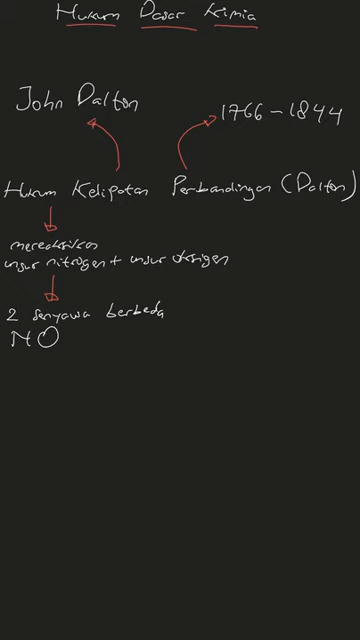 Hukum Dasar Kimia
John Dalton
1766 - 1844
Hukum Kelipatan Perbandingan (Dalton)
mereaksikan
unsur nitrogen + unsur oksigen
2 senyawa berbeda
NO